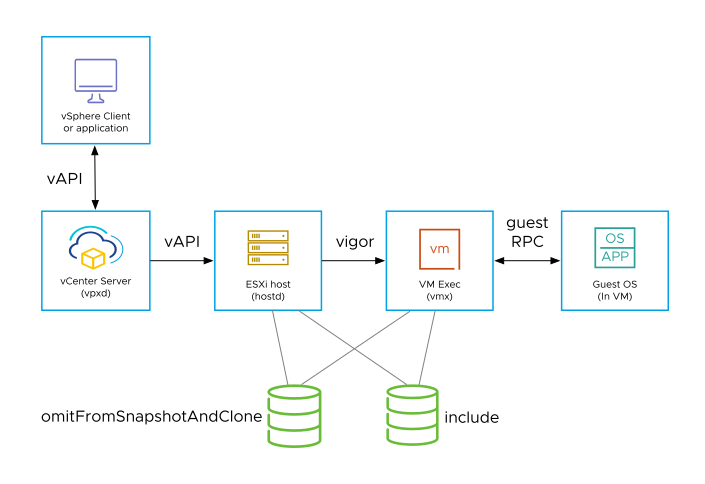 vSphere Client
or application
vAPI
vCenter Server
(vpxd)
vAPI
ESXi host
(hostd)
vigor
vm
VM Exec
(vmx)
guest
RPC
OS
APP
Guest OS
(In VM)
omitFromSnapshotAndClone
include